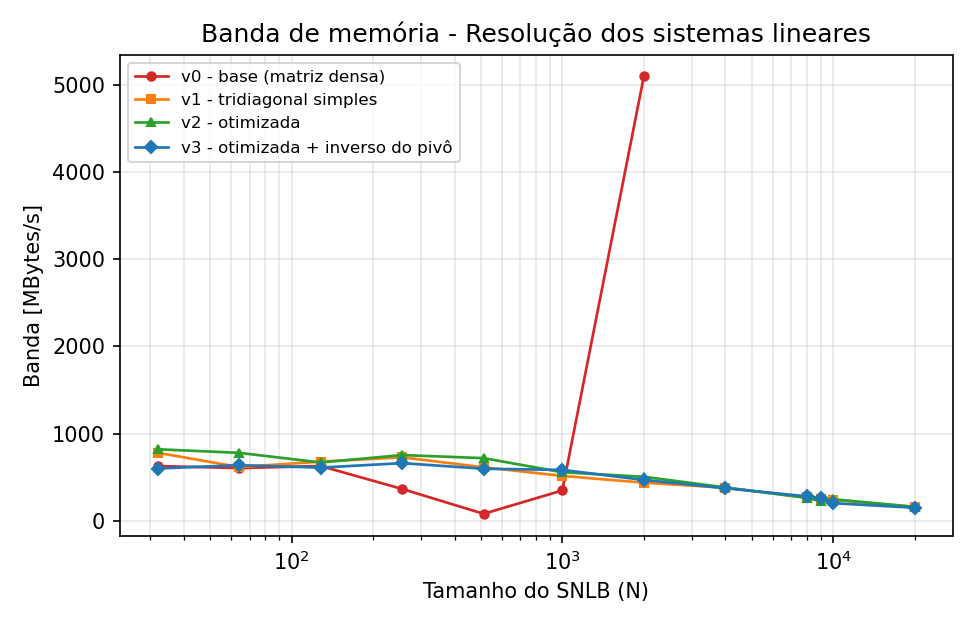 Banda de memória - Resolução dos sistemas lineares
v0 - base (matriz densa)
v1 - tridiagonal simples
v2 - otimizada
v3 - otimizada + inverso do pivô
Banda [MBytes/s]
5000
4000
3000
2000
1000
0
10²
10³
10⁴
Tamanho do SNLB (N)